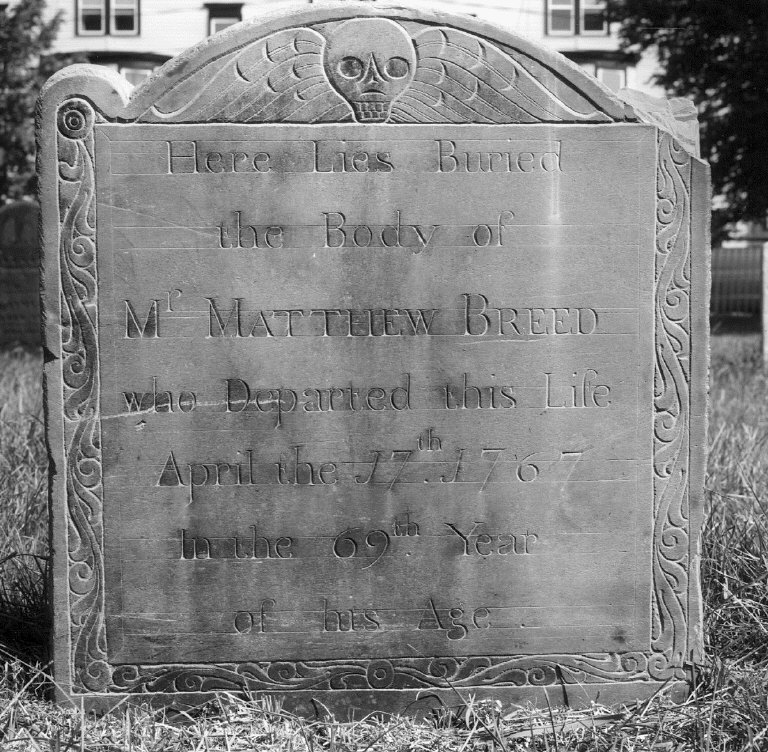 Here Lies Buried
the Body of
Mr MATTHEW BREED
who Departed this Life
April the 17th. 1767
In the 69th Year
of his Age.